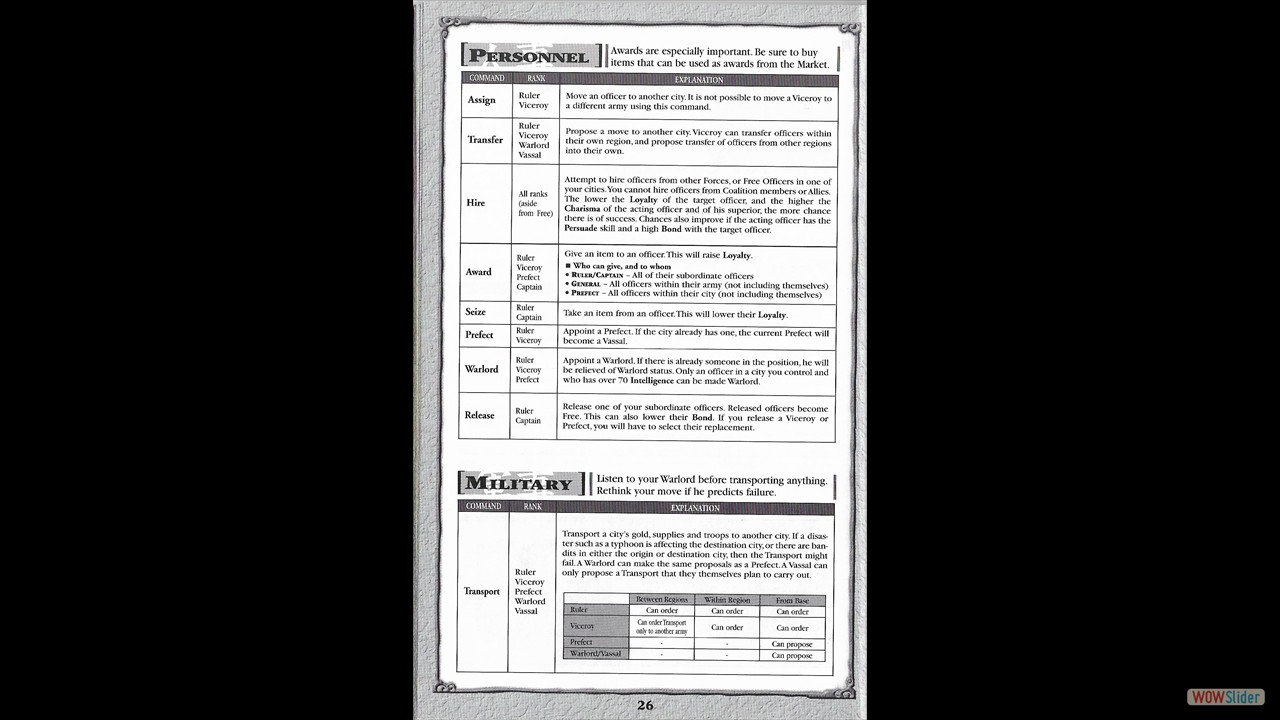 PERSONNEL
Awards are especially important. Be sure to buy
items that can be used as awards from the Market.
COMMAND RANK EXPLANATION
Assign
Ruler
Viceroy
Move an officer to another city. It is not possible to move a Viceroy to
a different army using this command.
Transfer
Ruler
Viceroy
Warlord
Vassal
Propose a move to another city. Viceroy can transfer officers within
their own region, and propose transfer of officers from other regions
into their own.
Hire
All ranks
(aside
from Free)
Attempt to hire officers from other Forces, or Free Officers in one of
your cities. You cannot hire officers from Coalition members or Allies.
The lower the Loyalty of the target officer, and the higher the
Charisma of the acting officer and of his superior, the more chance
there is of success. Chances also improve if the acting officer has the
Persuade skill and a high Bond with the target officer.
Award
Ruler
Viceroy
Prefect
Captain
Give an item to an officer. This will raise Loyalty.
■ Who can give, and to whom
• RULER/CAPTAIN – All of their subordinate officers
• GENERAL – All officers within their army (not including themselves)
• PREFECT – All officers within their city (not including themselves)
Seize
Ruler
Captain
Take an item from an officer. This will lower their Loyalty.
Prefect
Ruler
Viceroy
Appoint a Prefect. If the city already has one, the current Prefect will
become a Vassal.
Warlord
Ruler
Viceroy
Prefect
Appoint a Warlord. If there is already someone in the position, he will
be relieved of Warlord status. Only an officer in a city you control and
who has over 70 Intelligence can be made Warlord.
Release
Ruler
Captain
Release one of your subordinate officers. Released officers become
Free. This can also lower their Bond. If you release a Viceroy or
Prefect, you will have to select their replacement.
MILITARY
Listen to your Warlord before transporting anything.
Rethink your move if he predicts failure.
COMMAND RANK EXPLANATION
Transport
Ruler
Viceroy
Prefect
Warlord
Vassal
Transport a city's gold, supplies and troops to another city. If a disas-
ter such as a typhoon is affecting the destination city, or there are ban-
dits in either the origin or destination city, then the Transport might
fail. A Warlord can make the same proposals as a Prefect. A Vassal can
only propose a Transport that they themselves plan to carry out.
Between Regions Within Region From Base
Ruler Can order Can order Can order
Viceroy Can order Transport
only to another army Can order Can order
Prefect - - Can propose
Warlord/Vassal - - Can propose
26
WOWSlider